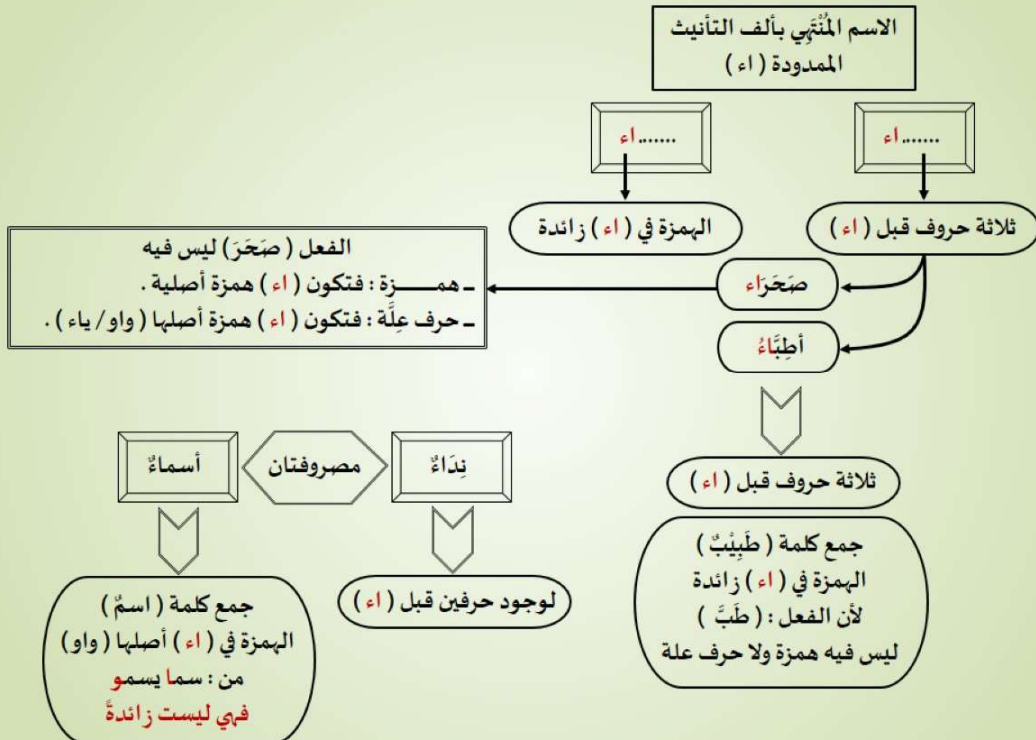 الاسم المُنْتَهِي بألف التأنيث
الممدودة ( اء )
.......اء
.......اء
ثلاثة حروف قبل ( اء )
الهمزة في ( اء ) زائدة
صَحَرَاء
أطِبَّاءُ
الفعل ( صَحَرَ ) ليس فيه
ـ همـــــزة : فتكون ( اء ) همزة أصلية .
ـ حرف عِلَّة : فتكون ( اء ) همزة أصلها ( واو/ ياء ) .
ثلاثة حروف قبل ( اء )
جمع كلمة ( طَبِيْبٌ )
الهمزة في ( اء ) زائدة
لأن الفعل : ( طَبَّ )
ليس فيه همزة ولا حرف علة
نِدَاءٌ
مصروفتان
أسماءٌ
لوجود حرفين قبل ( اء )
جمع كلمة ( اسمٌ )
الهمزة في ( اء ) أصلها ( واو )
من : سما يسمو
فهي ليست زائدةً